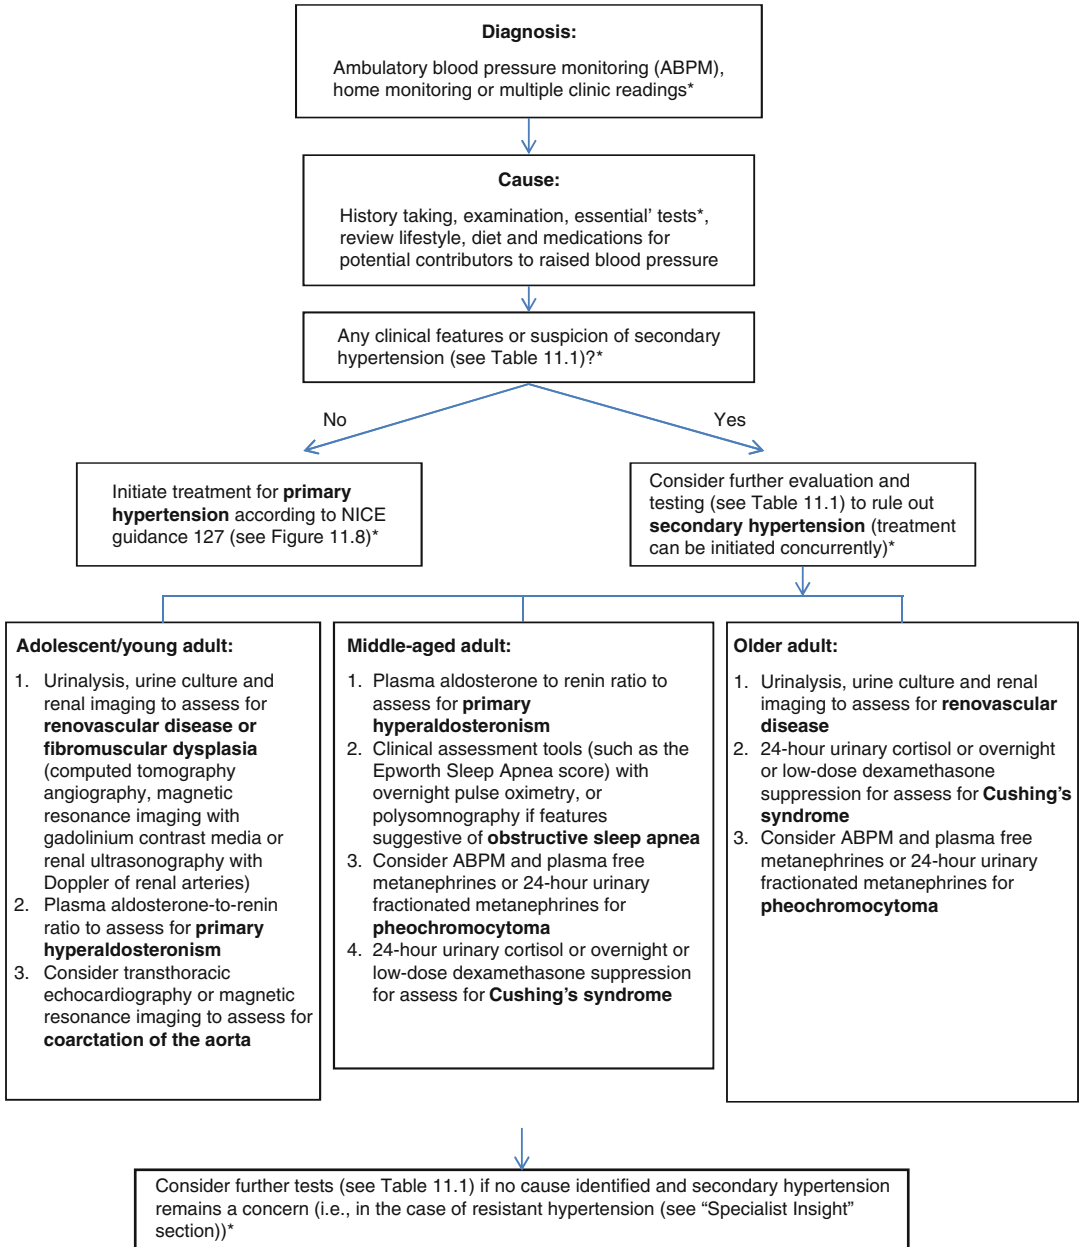 Diagnosis:
Ambulatory blood pressure monitoring (ABPM),
home monitoring or multiple clinic readings*
Cause:
History taking, examination, essential’ tests*,
review lifestyle, diet and medications for
potential contributors to raised blood pressure
Any clinical features or suspicion of secondary
hypertension (see Table 11.1)?*
No
Yes
Initiate treatment for primary
hypertension according to NICE
guidance 127 (see Figure 11.8)*
Consider further evaluation and
testing (see Table 11.1) to rule out
secondary hypertension (treatment
can be initiated concurrently)*
Adolescent/young adult:
1. Urinalysis, urine culture and
renal imaging to assess for
renovascular disease or
fibromuscular dysplasia
(computed tomography
angiography, magnetic
resonance imaging with
gadolinium contrast media or
renal ultrasonography with
Doppler of renal arteries)
2. Plasma aldosterone-to-renin
ratio to assess for primary
hyperaldosteronism
3. Consider transthoracic
echocardiography or magnetic
resonance imaging to assess for
coarctation of the aorta
Middle-aged adult:
1. Plasma aldosterone to renin ratio to
assess for primary
hyperaldosteronism
2. Clinical assessment tools (such as the
Epworth Sleep Apnea score) with
overnight pulse oximetry, or
polysomnography if features
suggestive of obstructive sleep apnea
3. Consider ABPM and plasma free
metanephrines or 24-hour urinary
fractionated metanephrines for
pheochromocytoma
4. 24-hour urinary cortisol or overnight or
low-dose dexamethasone suppression
for assess for Cushing’s syndrome
Older adult:
1. Urinalysis, urine culture and renal
imaging to assess for renovascular
disease
2. 24-hour urinary cortisol or overnight
or low-dose dexamethasone
suppression for assess for Cushing’s
syndrome
3. Consider ABPM and plasma free
metanephrines or 24-hour urinary
fractionated metanephrines for
pheochromocytoma
Consider further tests (see Table 11.1) if no cause identified and secondary hypertension
remains a concern (i.e., in the case of resistant hypertension (see “Specialist Insight”
section))*